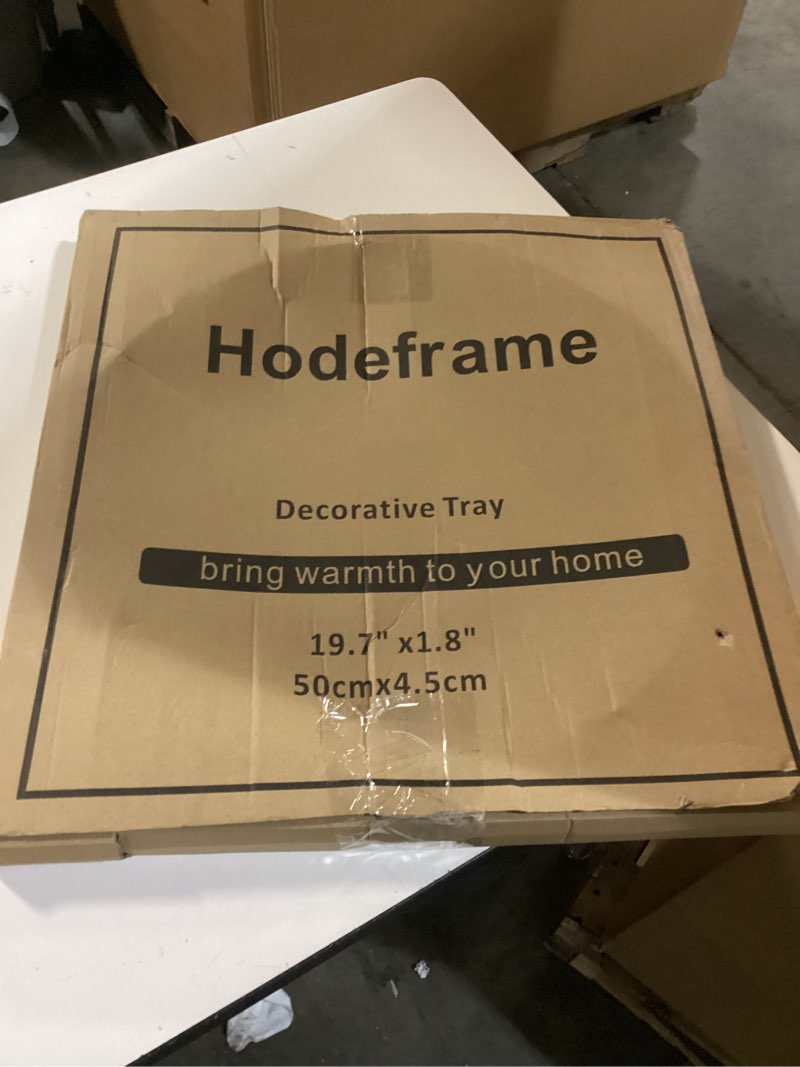 Hodeframe
Decorative Tray
bring warmth to your home
19.7" x1.8"
50cmx4.5cm